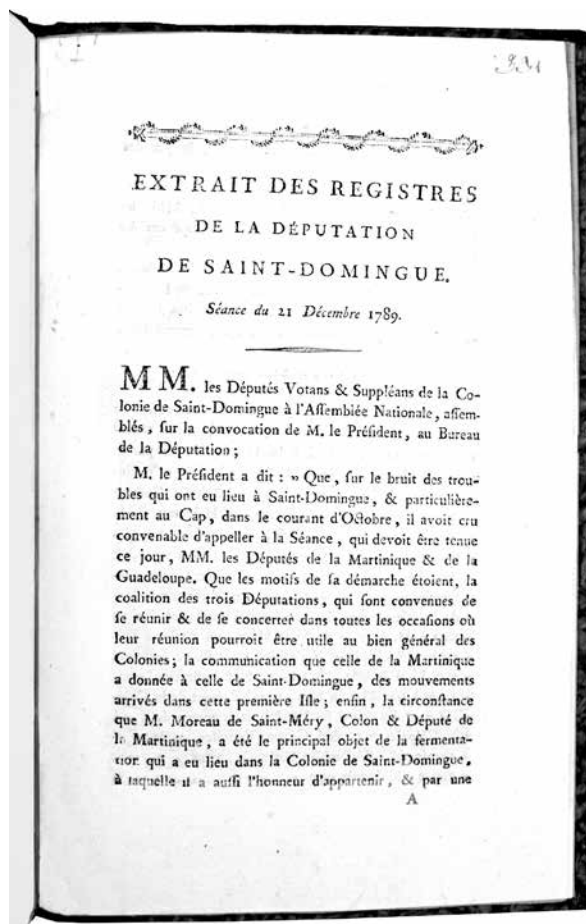 EXTRAIT DES REGISTRES
DE LA DÉPUTATION
DE SAINT-DOMINGUE.
Séance du 21 Décembre 1789.
MM. les Députés Votans & Suppléans de la Co-
lonie de Saint-Domingue à l'Aſſemblée Nationale, aſſem-
blés, ſur la convocation de M. le Préſident, au Bureau
de la Députation;
M. le Préſident a dit : » Que, ſur le bruit des trou-
bles qui ont eu lieu à Saint-Domingue, & particulière-
ment au Cap, dans le courant d'Octobre, il avoit cru
convenable d'appeller à la Séance, qui devoit être tenue
ce jour, MM. les Députés de la Martinique & de la
Guadeloupe. Que les motifs de ſa démarche étoient, la
coalition des trois Députations, qui ſont convenues de
ſe réunir & de ſe concerter dans toutes les occaſions où
leur réunion pourroit être utile au bien général des
Colonies; la communication que celle de la Martinique
a donnée à celle de Saint-Domingue, des mouvemens
arrivés dans cette première Iſle; enfin, la circonſtance
que M. Moreau de Saint-Méry, Colon & Député de
la Martinique, a été le principal objet de la fermenta-
tion qui a eu lieu dans la Colonie de Saint-Domingue,
à laquelle il a auſſi l'honneur d'appartenir, & par une
A